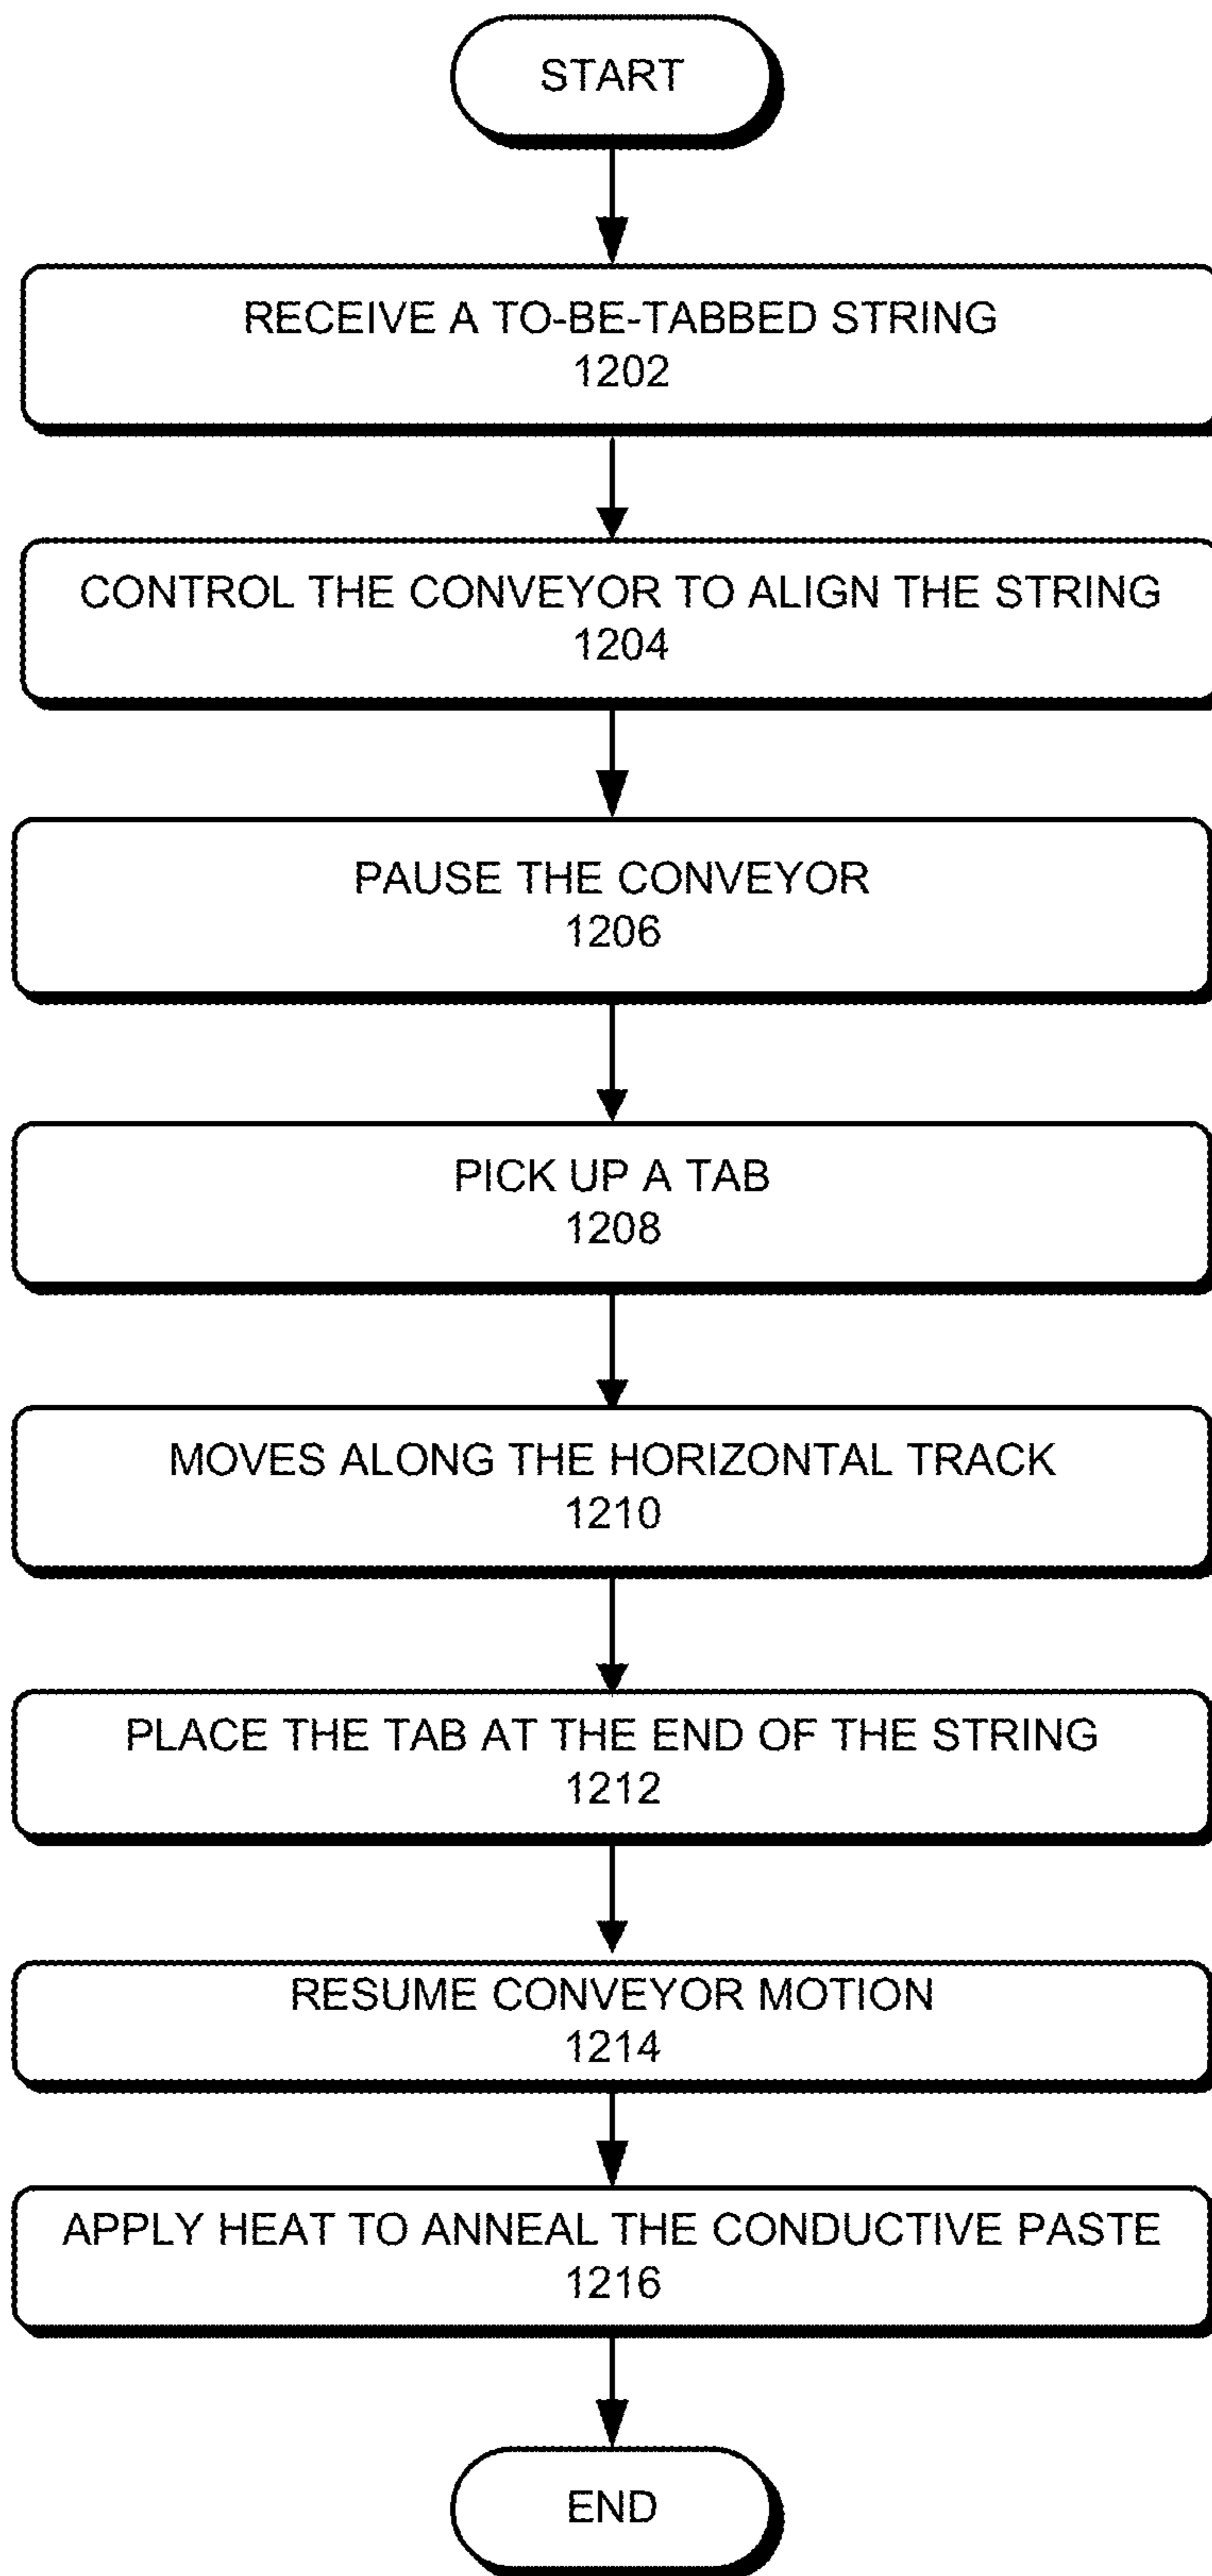 START
RECEIVE A TO-BE-TABBED STRING
1202
CONTROL THE CONVEYOR TO ALIGN THE STRING
1204
PAUSE THE CONVEYOR
1206
PICK UP A TAB
1208
MOVES ALONG THE HORIZONTAL TRACK
1210
PLACE THE TAB AT THE END OF THE STRING
1212
RESUME CONVEYOR MOTION
1214
APPLY HEAT TO ANNEAL THE CONDUCTIVE PASTE
1216
END